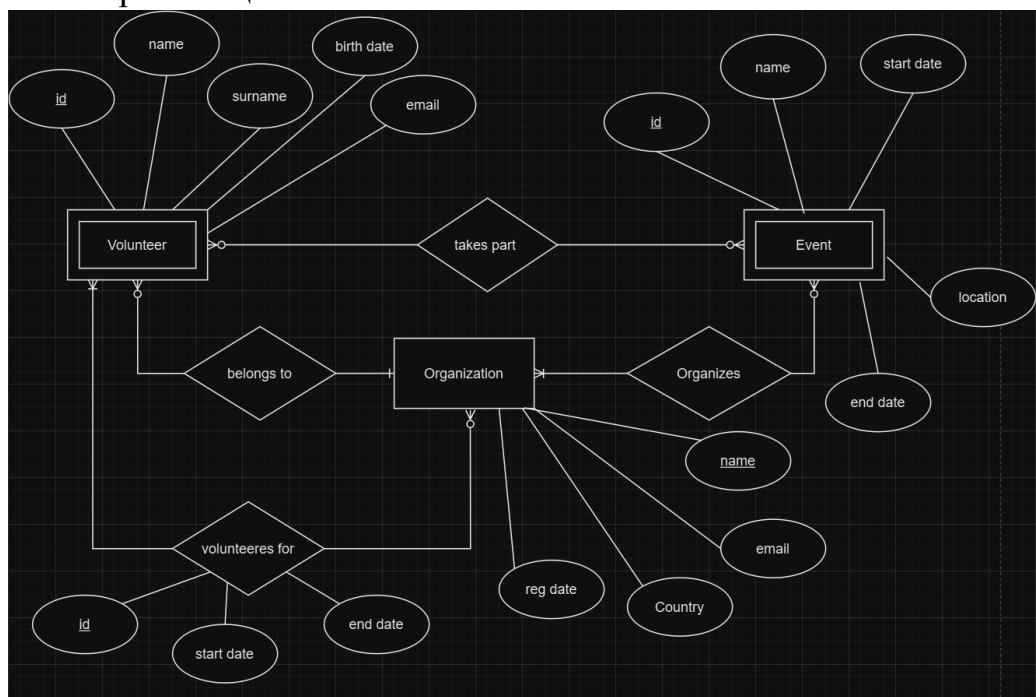 name
birth date
id
surname
email
name
start date
id
Volunteer
takes part
Event
location
belongs to
Organization
Organizes
end date
name
volunteeres for
email
reg date
Country
id
start date
end date